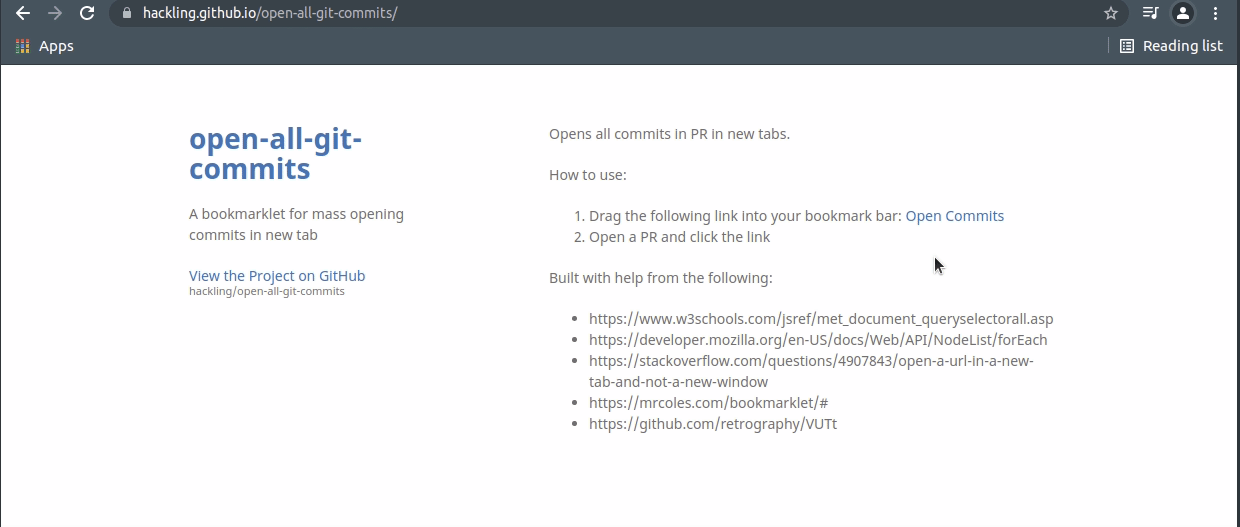 hackling.github.io/open-all-git-commits/
Apps
Reading list
open-all-git-
commits
A bookmarklet for mass opening
commits in new tab
View the Project on GitHub
hackling/open-all-git-commits
Opens all commits in PR in new tabs.
How to use:
1. Drag the following link into your bookmark bar: Open Commits
2. Open a PR and click the link
Built with help from the following:
• https://www.w3schools.com/jsref/met_document_queryselectorall.asp
• https://developer.mozilla.org/en-US/docs/Web/API/NodeList/forEach
• https://stackoverflow.com/questions/4907843/open-a-url-in-a-new-
tab-and-not-a-new-window
• https://mrcoles.com/bookmarklet/#
• https://github.com/retrography/VUTt